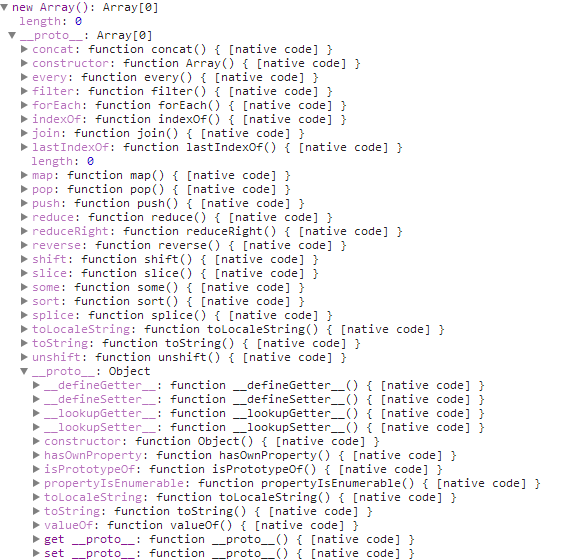 new Array(): Array[0]
length: 0
__proto__: Array[0]
concat: function concat() { [native code] }
constructor: function Array() { [native code] }
every: function every() { [native code] }
filter: function filter() { [native code] }
forEach: function forEach() { [native code] }
indexOf: function indexOf() { [native code] }
join: function join() { [native code] }
lastIndexOf: function lastIndexOf() { [native code] }
length: 0
map: function map() { [native code] }
pop: function pop() { [native code] }
push: function push() { [native code] }
reduce: function reduce() { [native code] }
reduceRight: function reduceRight() { [native code] }
reverse: function reverse() { [native code] }
shift: function shift() { [native code] }
slice: function slice() { [native code] }
some: function some() { [native code] }
sort: function sort() { [native code] }
splice: function splice() { [native code] }
toLocaleString: function toLocaleString() { [native code] }
toString: function toString() { [native code] }
unshift: function unshift() { [native code] }
__proto__: Object
__defineGetter__: function __defineGetter__() { [native code] }
__defineSetter__: function __defineSetter__() { [native code] }
__lookupGetter__: function __lookupGetter__() { [native code] }
__lookupSetter__: function __lookupSetter__() { [native code] }
constructor: function Object() { [native code] }
hasOwnProperty: function hasOwnProperty() { [native code] }
isPrototypeOf: function isPrototypeOf() { [native code] }
propertyIsEnumerable: function propertyIsEnumerable() { [native code] }
toLocaleString: function toLocaleString() { [native code] }
toString: function toString() { [native code] }
valueOf: function valueOf() { [native code] }
get __proto__: function __proto__() { [native code] }
set __proto__: function __proto__() { [native code] }